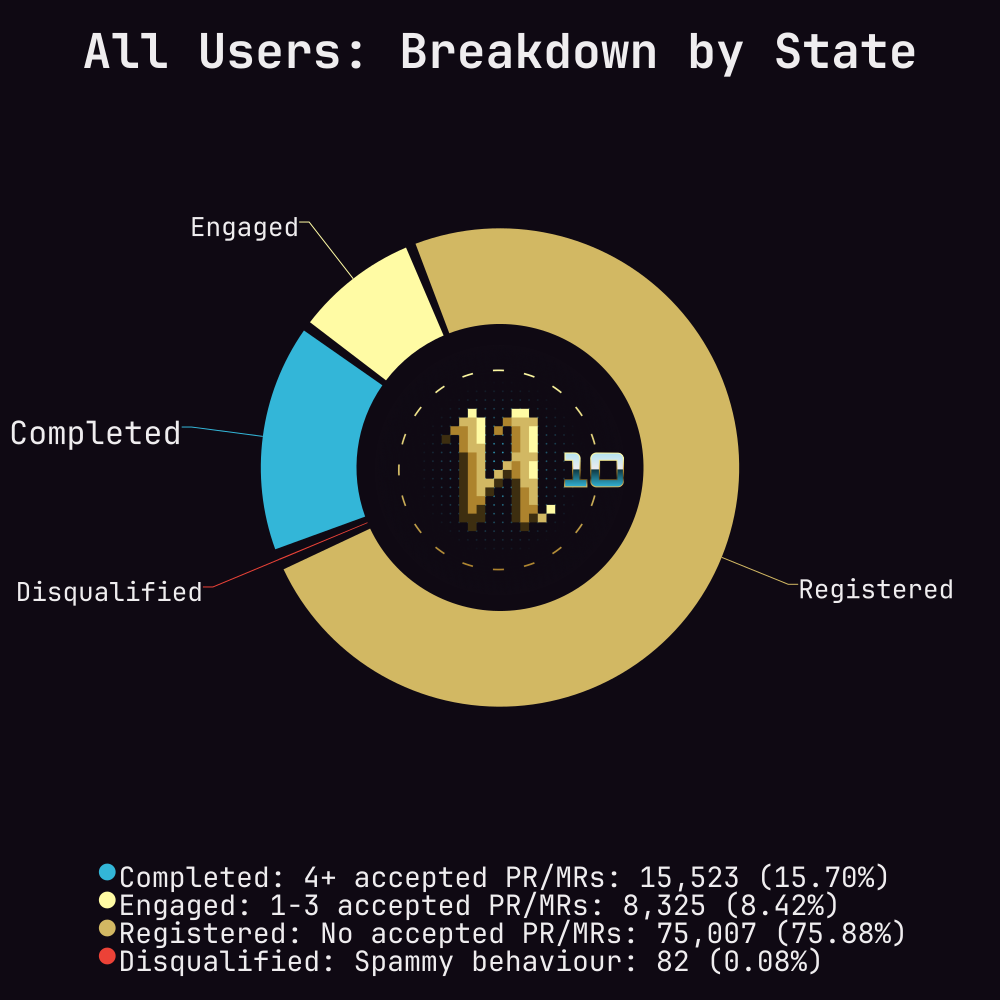 All Users: Breakdown by State
Engaged
Completed
Disqualified
Registered
10
Completed: 4+ accepted PR/MRs: 15,523 (15.70%)
Engaged: 1-3 accepted PR/MRs: 8,325 (8.42%)
Registered: No accepted PR/MRs: 75,007 (75.88%)
Disqualified: Spammy behaviour: 82 (0.08%)